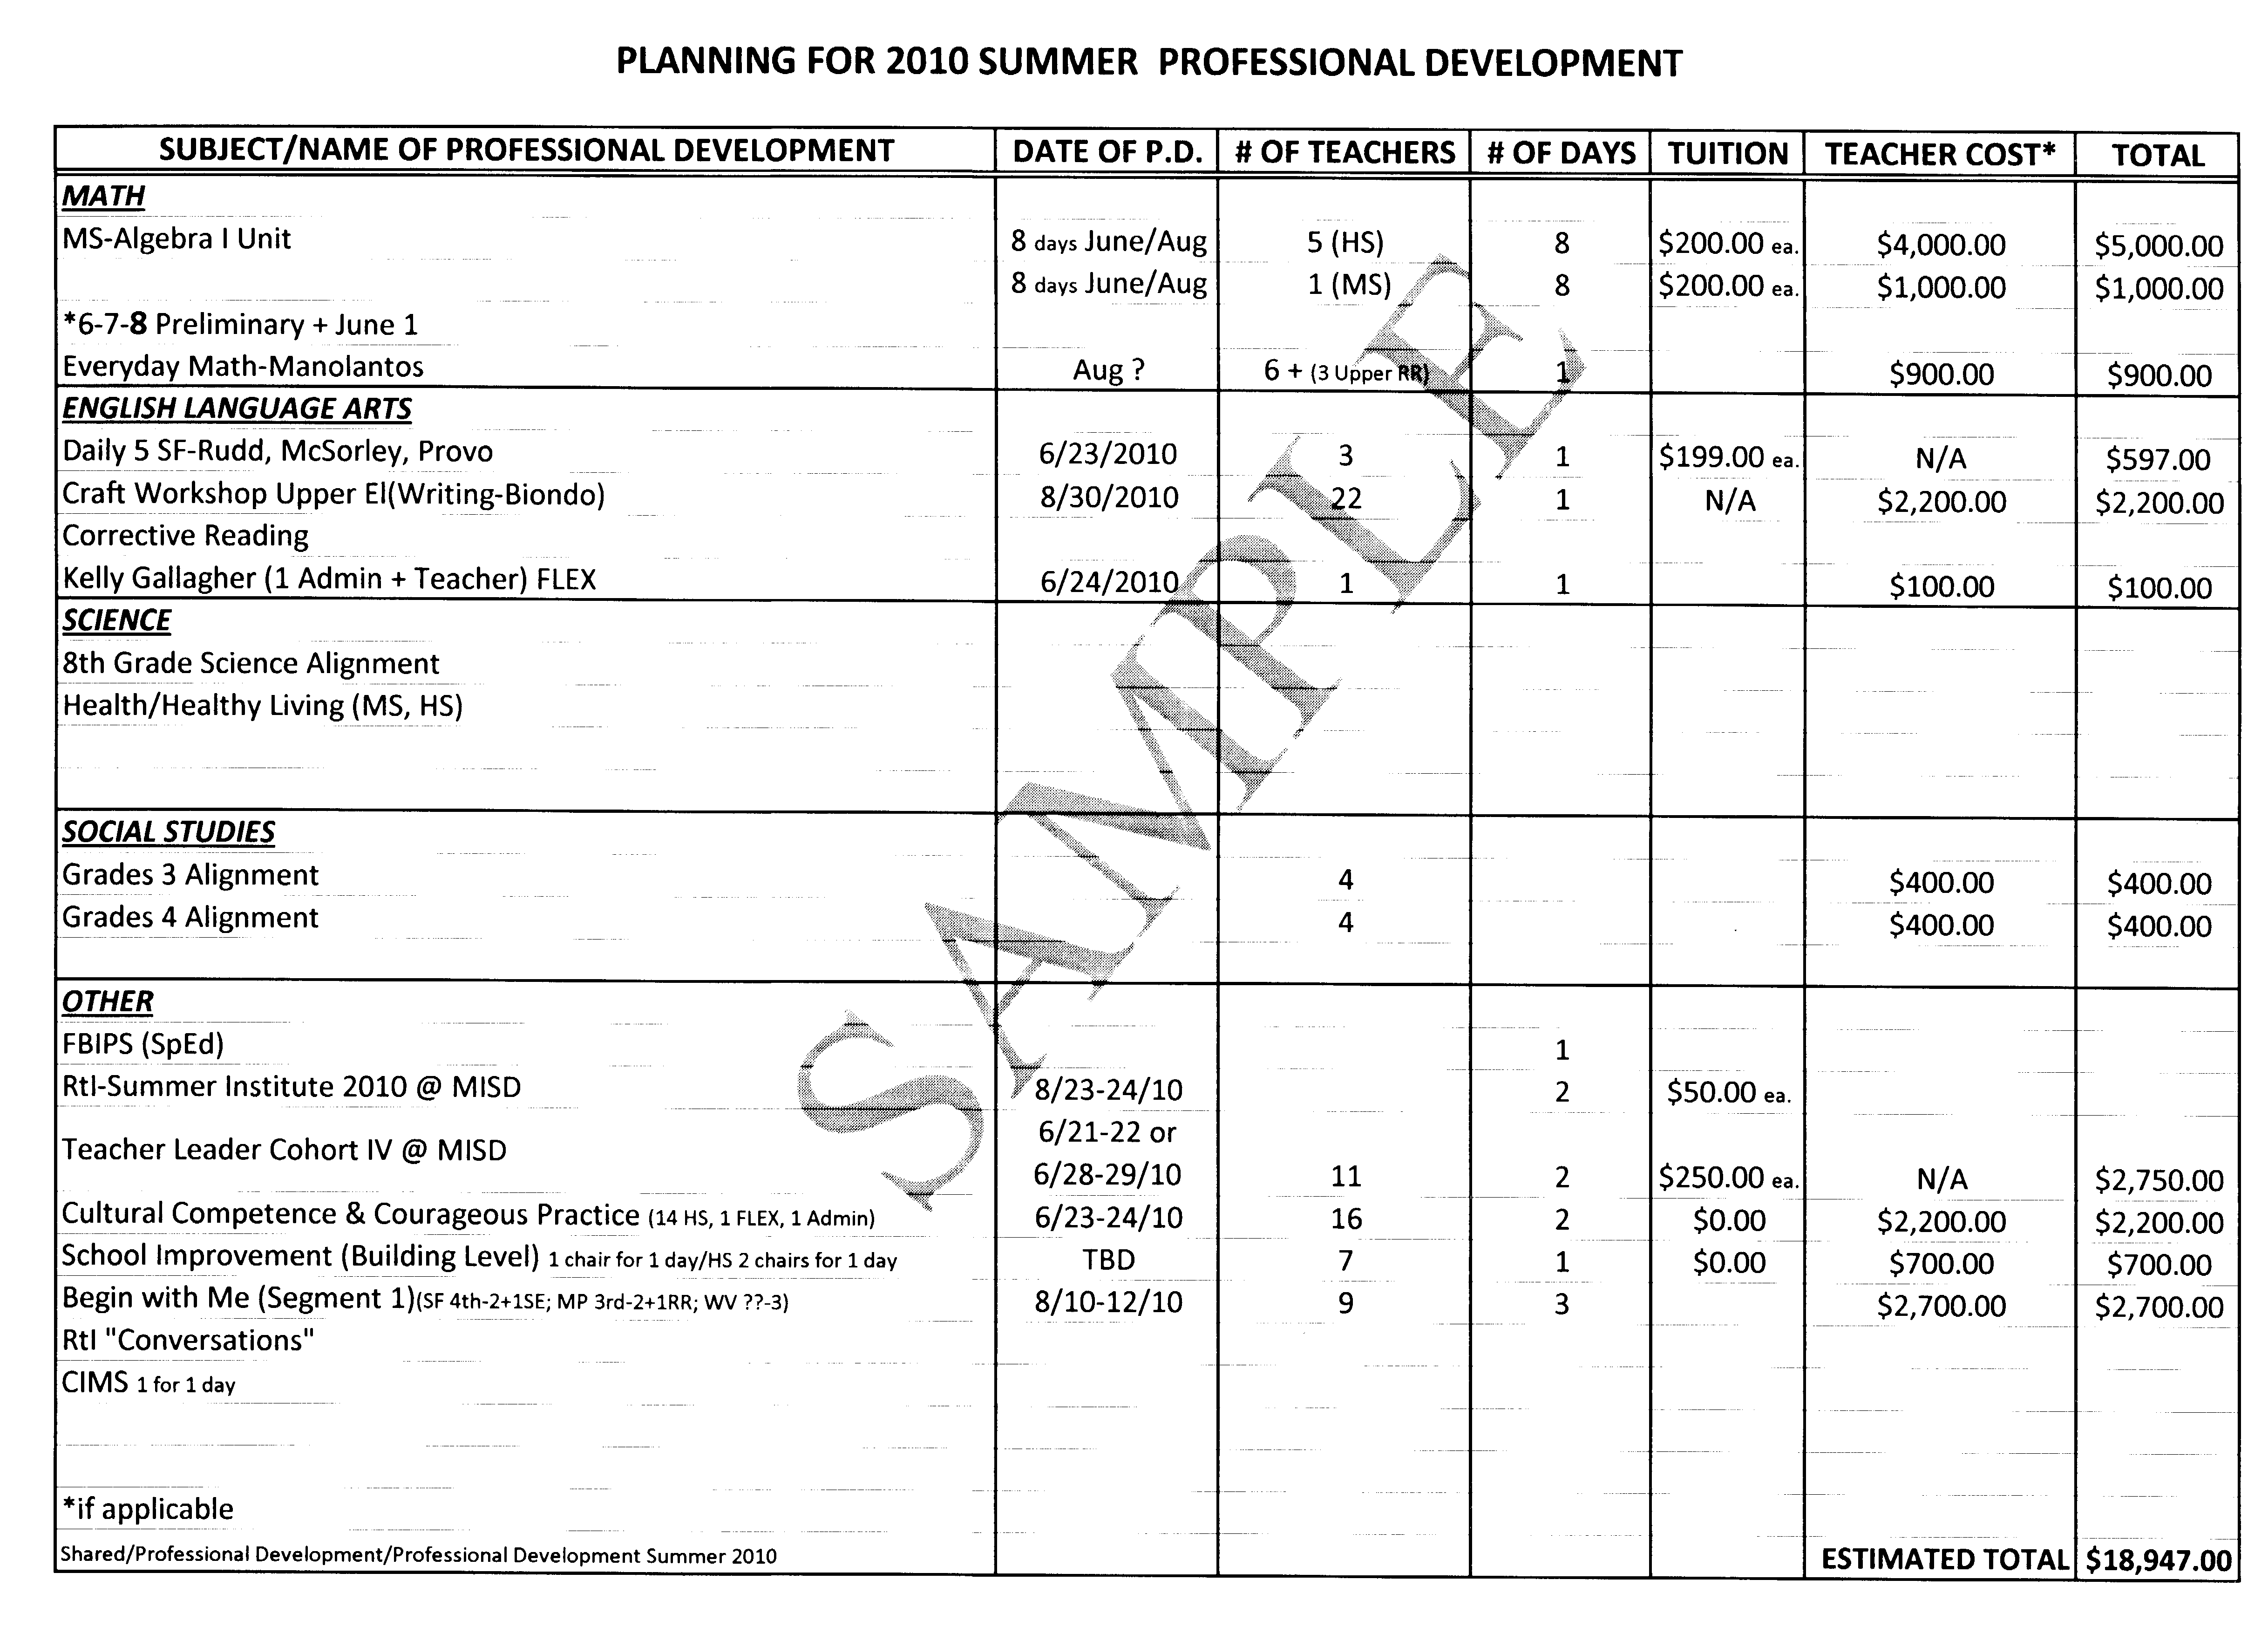 PLANNING FOR 2010 SUMMER PROFESSIONAL DEVELOPMENT
SUBJECT/NAME OF PROFESSIONAL DEVELOPMENT DATE OF P.D. # OF TEACHERS # OF DAYS TUITION TEACHER COST* TOTAL
MATH
MS-Algebra I Unit 8 days June/Aug 5 (HS) 8 $200.00 ea. $4,000.00 $5,000.00
8 days June/Aug 1 (MS) 8 $200.00 ea. $1,000.00 $1,000.00
*6-7-8 Preliminary + June 1
Everyday Math-Manolantos Aug ? 6 + (3 Upper RR) 1 $900.00 $900.00
ENGLISH LANGUAGE ARTS
Daily 5 SF-Rudd, McSorley, Provo 6/23/2010 3 1 $199.00 ea. N/A $597.00
Craft Workshop Upper El(Writing-Biondo) 8/30/2010 22 1 N/A $2,200.00 $2,200.00
Corrective Reading
Kelly Gallagher (1 Admin + Teacher) FLEX 6/24/2010 1 1 $100.00 $100.00
SCIENCE
8th Grade Science Alignment
Health/Healthy Living (MS, HS)
SOCIAL STUDIES
Grades 3 Alignment 4 $400.00 $400.00
Grades 4 Alignment 4 $400.00 $400.00
OTHER
FBIPS (SpEd) 1
RtI-Summer Institute 2010 @ MISD 8/23-24/10 2 $50.00 ea.
6/21-22 or
Teacher Leader Cohort IV @ MISD 6/28-29/10 11 2 $250.00 ea. N/A $2,750.00
Cultural Competence & Courageous Practice (14 HS, 1 FLEX, 1 Admin) 6/23-24/10 16 2 $0.00 $2,200.00 $2,200.00
School Improvement (Building Level) 1 chair for 1 day/HS 2 chairs for 1 day TBD 7 1 $0.00 $700.00 $700.00
Begin with Me (Segment 1)(SF 4th-2+1SE; MP 3rd-2+1RR; WV ??-3) 8/10-12/10 9 3 $2,700.00 $2,700.00
RtI "Conversations"
CIMS 1 for 1 day
*if applicable
Shared/Professional Development/Professional Development Summer 2010 ESTIMATED TOTAL $18,947.00
SAMPLE